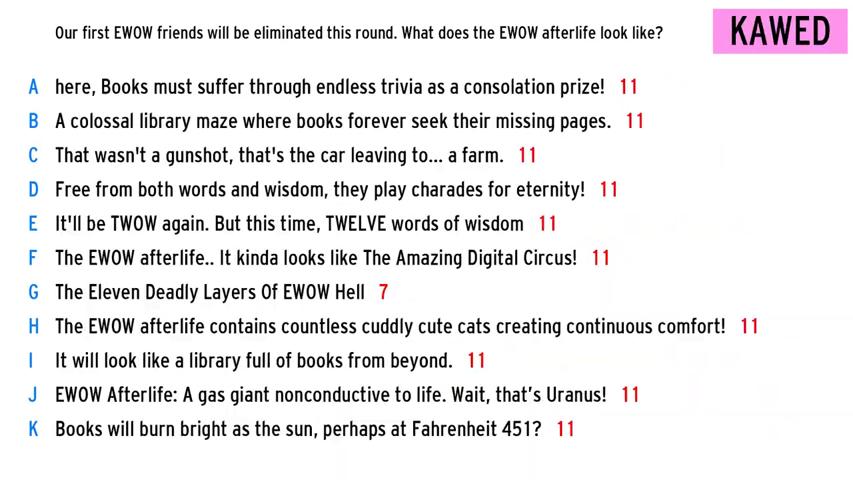 Our first EWOW friends will be eliminated this round. What does the EWOW afterlife look like?
KAWED
A here, Books must suffer through endless trivia as a consolation prize! 11
B A colossal library maze where books forever seek their missing pages. 11
C That wasn't a gunshot, that's the car leaving to... a farm. 11
D Free from both words and wisdom, they play charades for eternity! 11
E It'll be TWOW again. But this time, TWELVE words of wisdom 11
F The EWOW afterlife.. It kinda looks like The Amazing Digital Circus! 11
G The Eleven Deadly Layers Of EWOW Hell 7
H The EWOW afterlife contains countless cuddly cute cats creating continuous comfort! 11
I It will look like a library full of books from beyond. 11
J EWOW Afterlife: A gas giant nonconductive to life. Wait, that’s Uranus! 11
K Books will burn bright as the sun, perhaps at Fahrenheit 451? 11